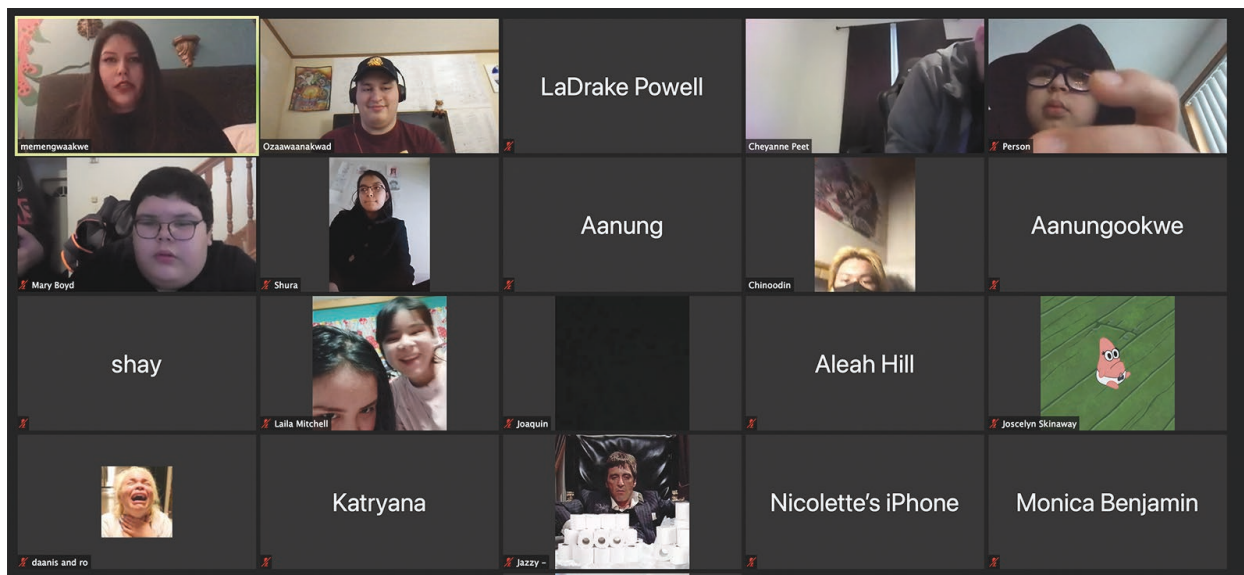 memengwaakwe
Ozaawaanakwad
LaDrake Powell
Cheyanne Peet
Person
Mary Boyd
Shura
Aanung
Chinoodin
Aanungookwe
shay
Laila Mitchell
Joaquin
Aleah Hill
Joscelyn Skinaway
daanis and ro
Katryana
Jazzy ~
Nicolette's iPhone
Monica Benjamin